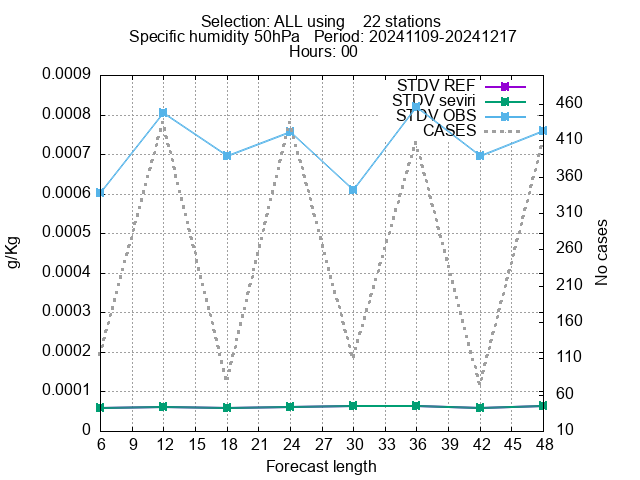 Selection: ALL using    22 stations
Specific humidity 50hPa   Period: 20241109-20241217
Hours: 00
STDV REF
STDV seviri
STDV OBS
CASES
0.0009
0.0008
0.0007
0.0006
0.0005
0.0004
0.0003
0.0002
0.0001
0
g/Kg
460
410
360
310
260
210
160
110
60
10
No cases
6 12 18 24 30 36 42 48 9 15 21 27 33 39 45
Forecast length